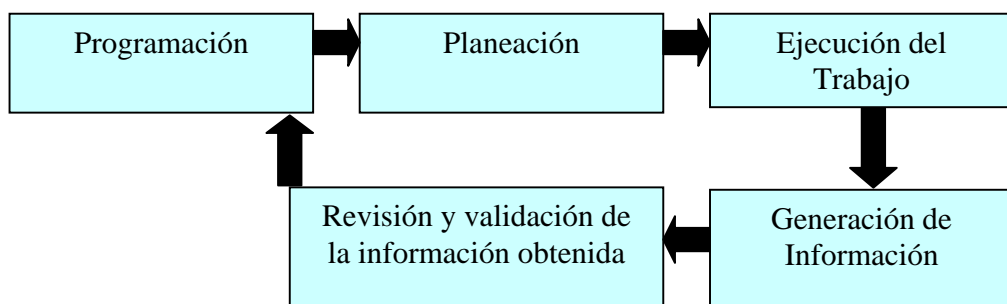 Programación
Planeación
Ejecución del
Trabajo
Generación de
Información
Revisión y validación de
la información obtenida